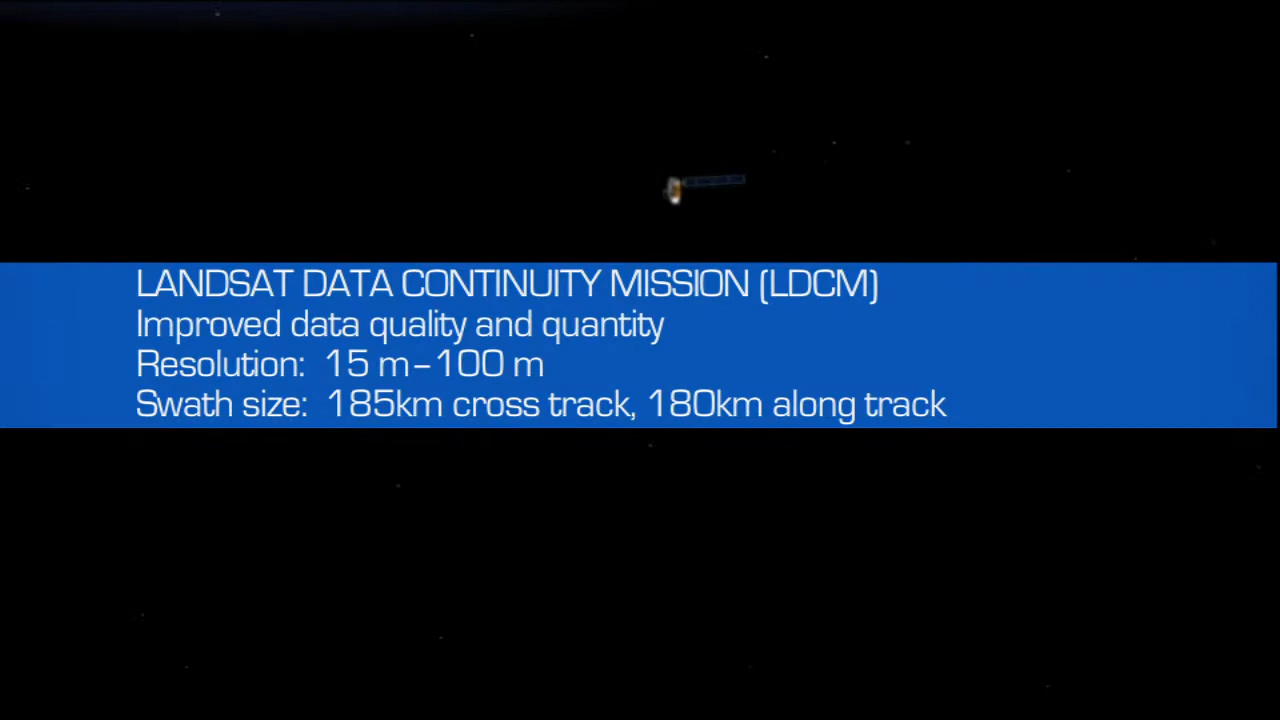 LANDSAT DATA CONTINUITY MISSION (LDCM)
Improved data quality and quantity
Resolution:  15 m–100 m
Swath size:  185km cross track, 180km along track